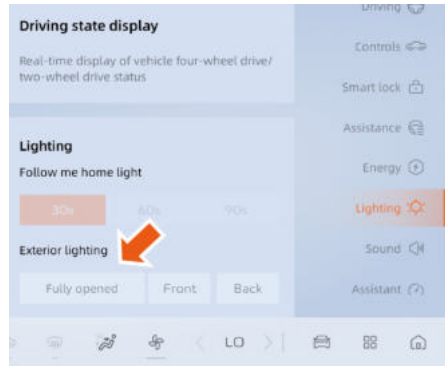 Driving
Driving state display
Real-time display of vehicle four-wheel drive/
two-wheel drive status
Controls
Smart lock
Assistance
Lighting
Follow me home light
Energy
30s 60s 90s
Lighting
Exterior lighting
Sound
Fully opened Front Back
Assistant
LO